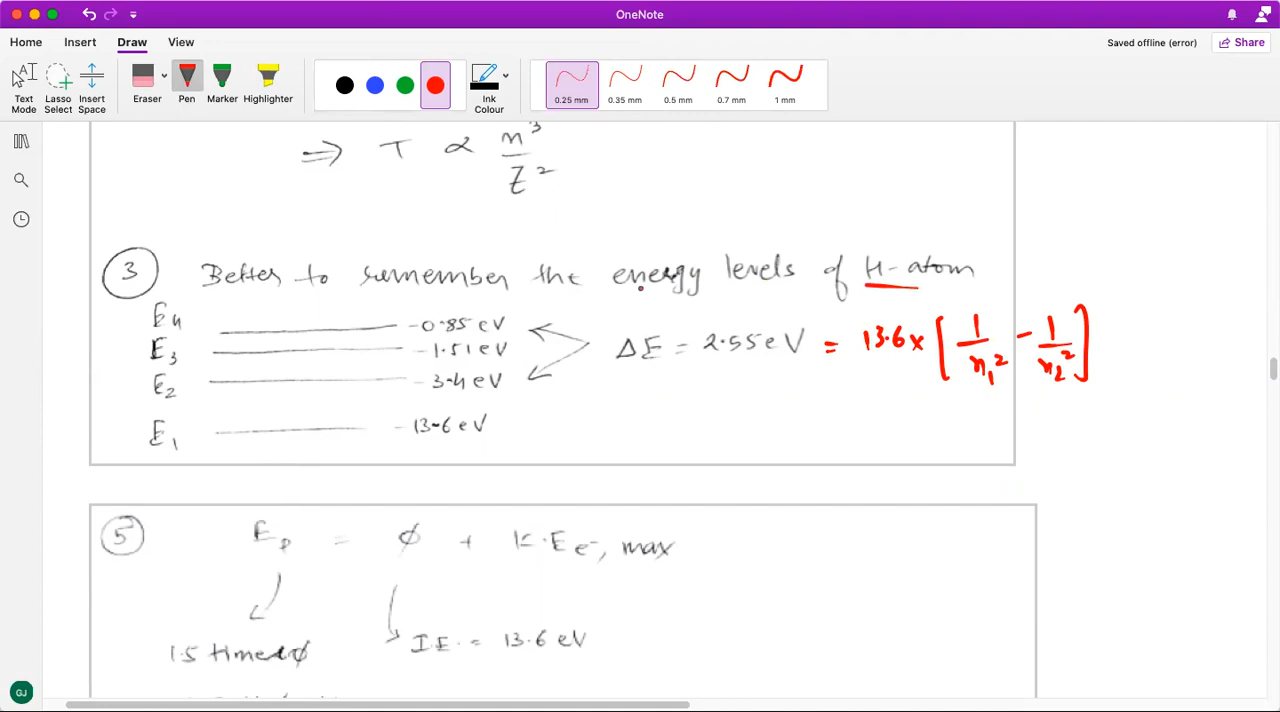 OneNote
Home Insert Draw View
Saved offline (error) Share
Text Mode Lasso Select Insert Space Eraser Pen Marker Highlighter Ink Colour 0.25 mm 0.35 mm 0.5 mm 0.7 mm 1 mm
⇒ T ∝ n³/Z²
③ Better to remember the energy levels of H-atom
E₄ -0.85 eV
E₃ -1.51 eV
ΔE = 2.55 eV = 13.6 × [1/n₁² - 1/n₂²]
E₂ -3.4 eV
E₁ -13.6 eV
⑤ Eₚ = φ + K.E e⁻, max
1.5 times φ
I.E. = 13.6 eV
GJ